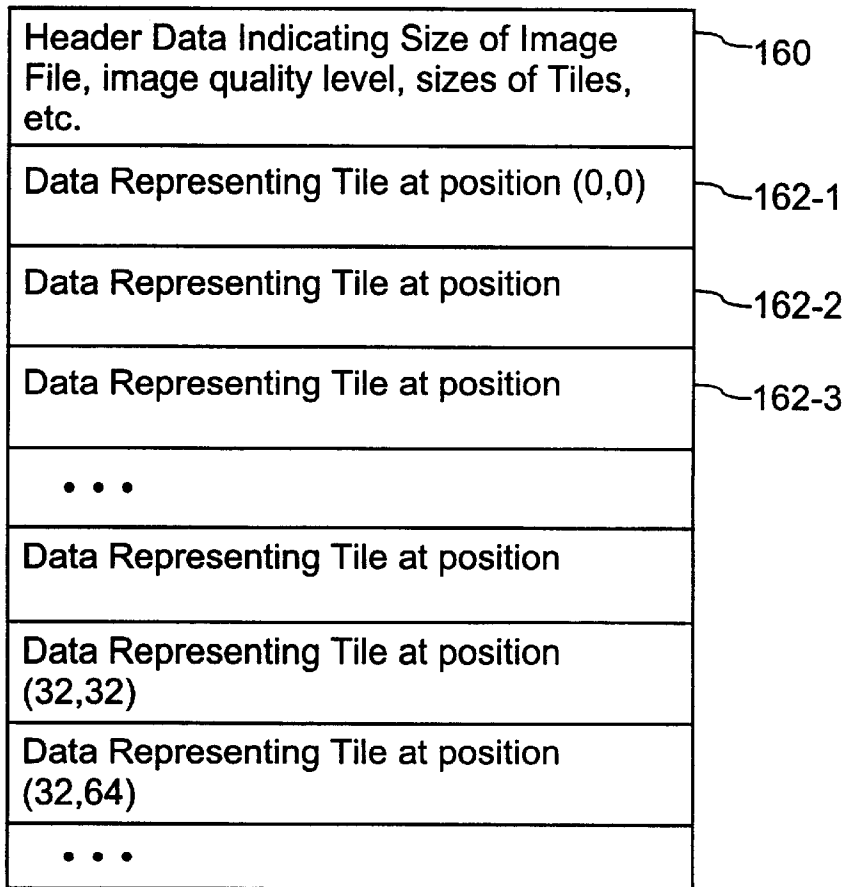 Header Data Indicating Size of Image
File, image quality level, sizes of Tiles,
etc.
160
Data Representing Tile at position (0,0)
162-1
Data Representing Tile at position
162-2
Data Representing Tile at position
162-3
• • •
Data Representing Tile at position
Data Representing Tile at position
(32,32)
Data Representing Tile at position
(32,64)
• • •